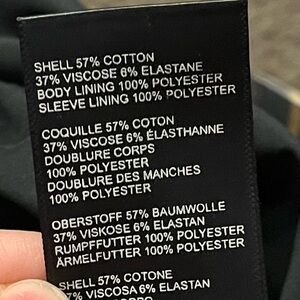 SHELL 57% COTTON
37% VISCOSE 6% ELASTANE
BODY LINING 100% POLYESTER
SLEEVE LINING 100% POLYESTER
COQUILLE 57% COTON
37% VISCOSE 6% ÉLASTHANNE
DOUBLURE CORPS
100% POLYESTER
DOUBLURE DES MANCHES
100% POLYESTER
OBERSTOFF 57% BAUMWOLLE
37% VISKOSE 6% ELASTAN
RUMPFFUTTER 100% POLYESTER
ÄRMELFUTTER 100% POLYESTER
SHELL 57% COTONE
VISCOSA 6% ELASTAN